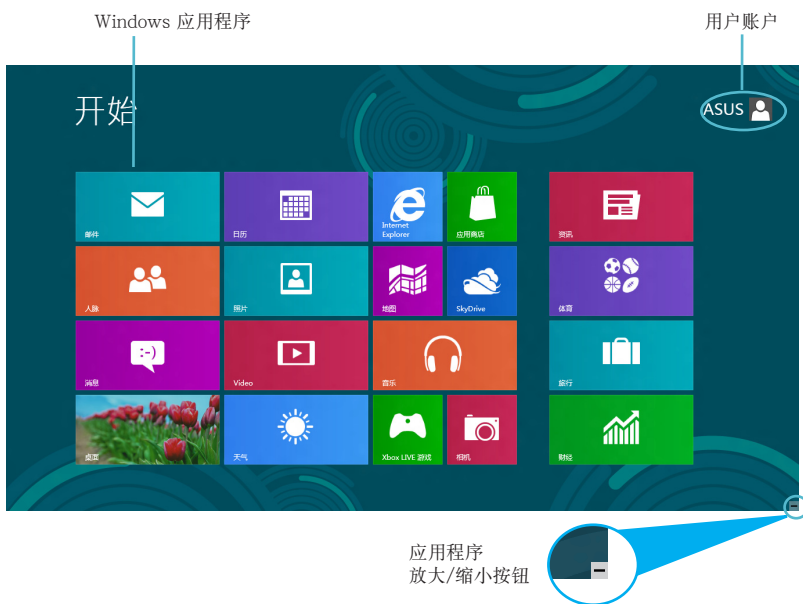 Windows 应用程序
用户账户
开始
ASUS
邮件
日历
Internet
Explorer
应用商店
资讯
人脉
照片
地图
SkyDrive
体育
消息
Video
音乐
旅行
桌面
天气
Xbox LIVE 游戏
相机
财经
应用程序
放大/缩小按钮